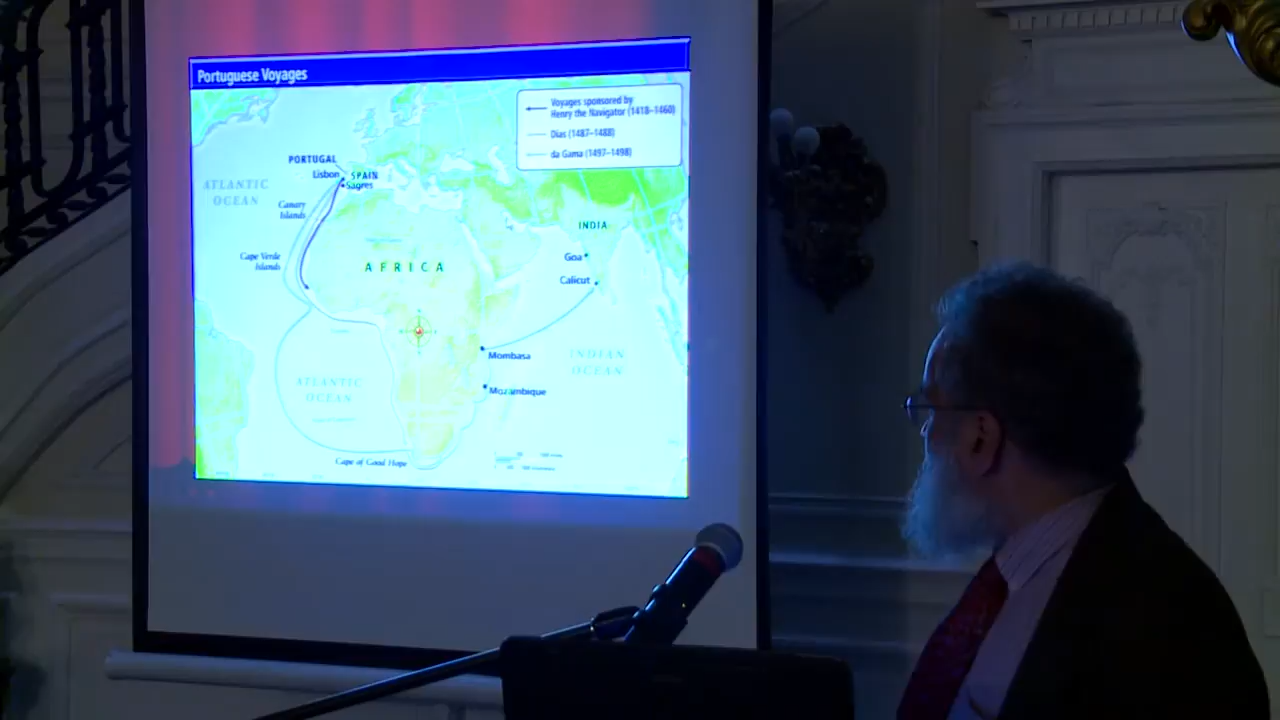 Portuguese Voyages
Voyages sponsored by
Henry the Navigator (1418–1460)
Dias (1487–1488)
da Gama (1497–1498)
PORTUGAL
Lisbon
SPAIN
Sagres
ATLANTIC
OCEAN
Canary
Islands
INDIA
Cape Verde
Islands
Goa
AFRICA
Calicut
Mombasa
INDIAN
OCEAN
ATLANTIC
OCEAN
Mozambique
Cape of Good Hope